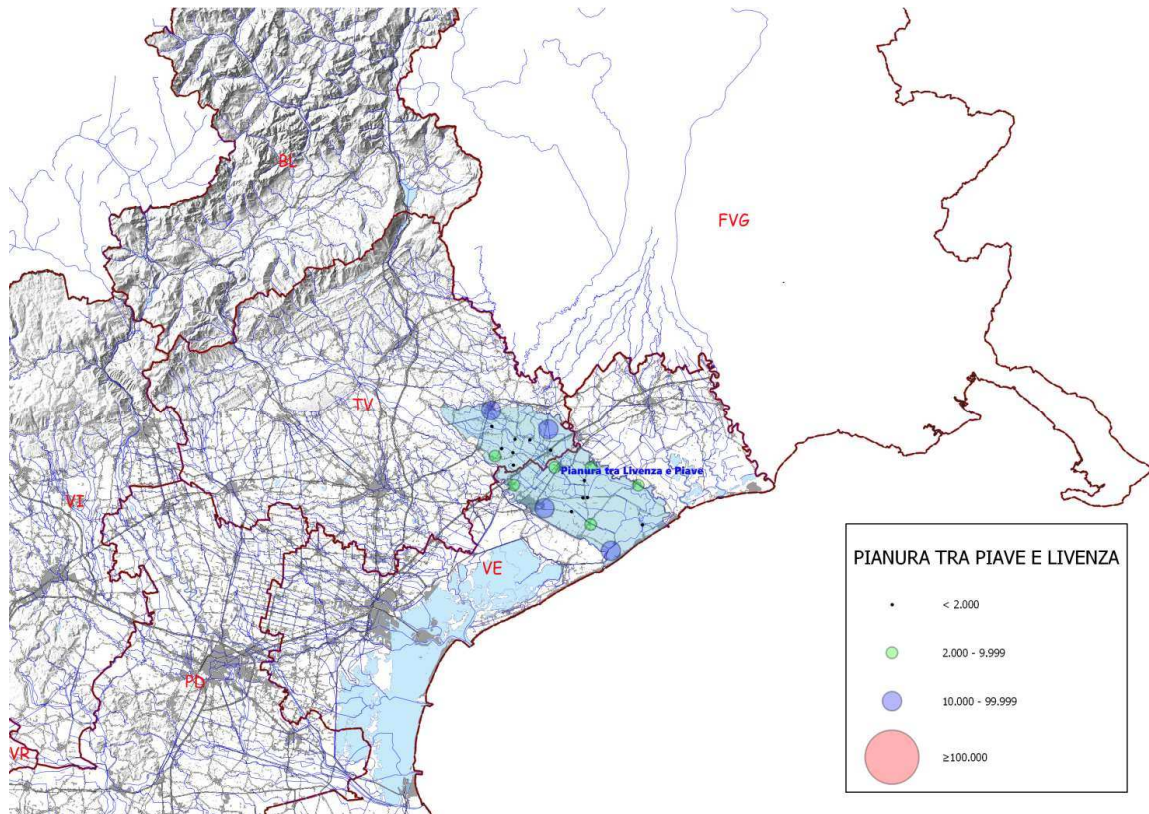 BL
FVG
TV
Pianura tra Livenza e Piave
VI
VE
PD
VR
PIANURA TRA PIAVE E LIVENZA
< 2.000
2.000 - 9.999
10.000 - 99.999
≥100.000